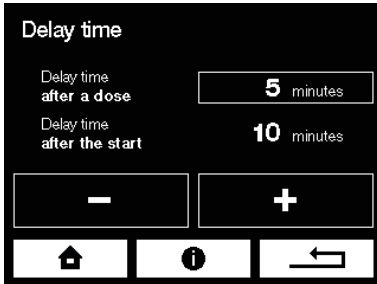 Delay time
Delay time
after a dose
5 minutes
Delay time
after the start
10 minutes
- +
i